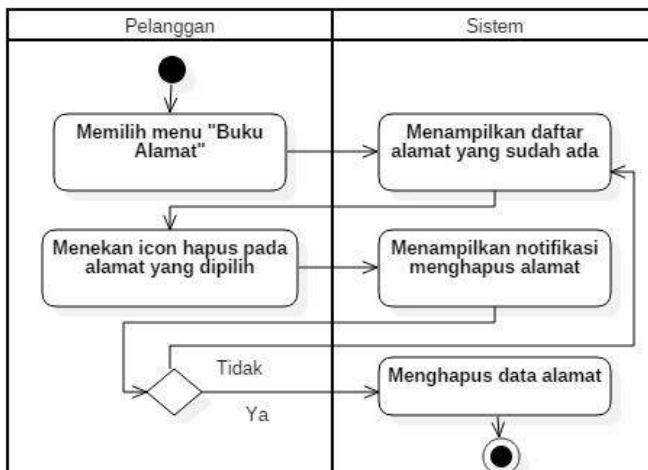 Pelanggan
Sistem
Memilih menu "Buku
Alamat"
Menampilkan daftar
alamat yang sudah ada
Menekan icon hapus pada
alamat yang dipilih
Menampilkan notifikasi
menghapus alamat
Tidak
Ya
Menghapus data alamat